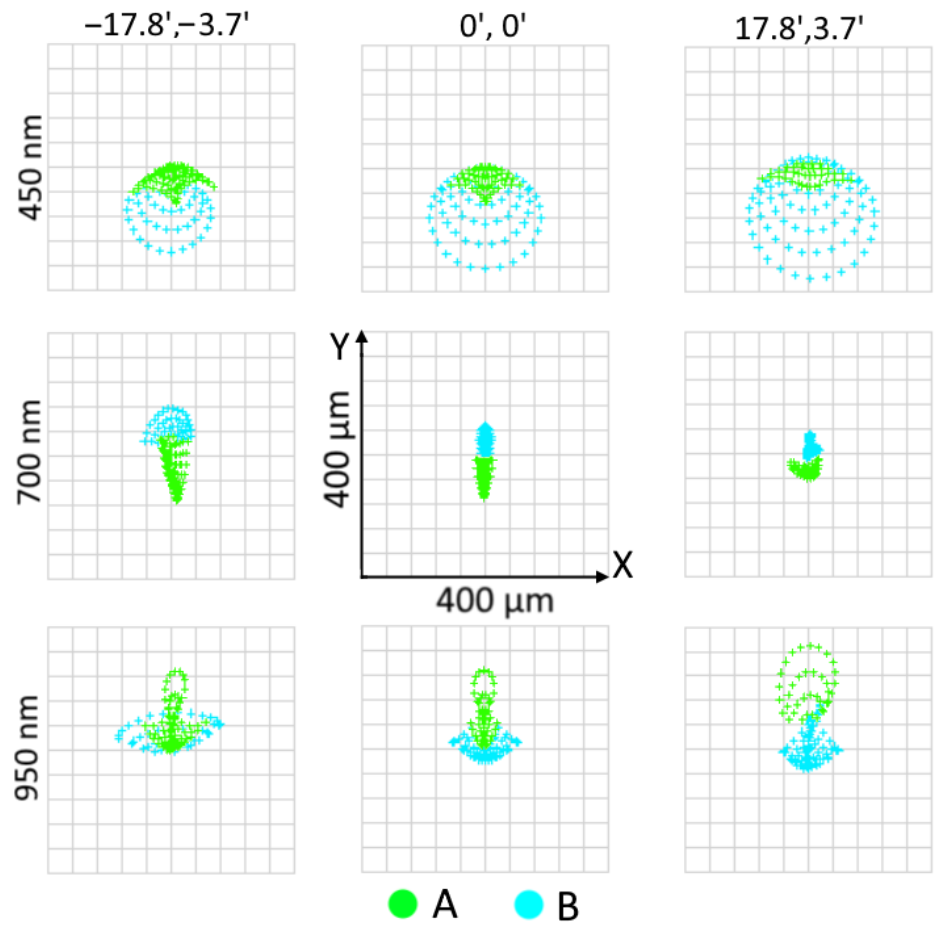 −17.8',−3.7'
0', 0'
17.8',3.7'
450 nm
700 nm
Y
400 µm
X
400 µm
950 nm
A
B